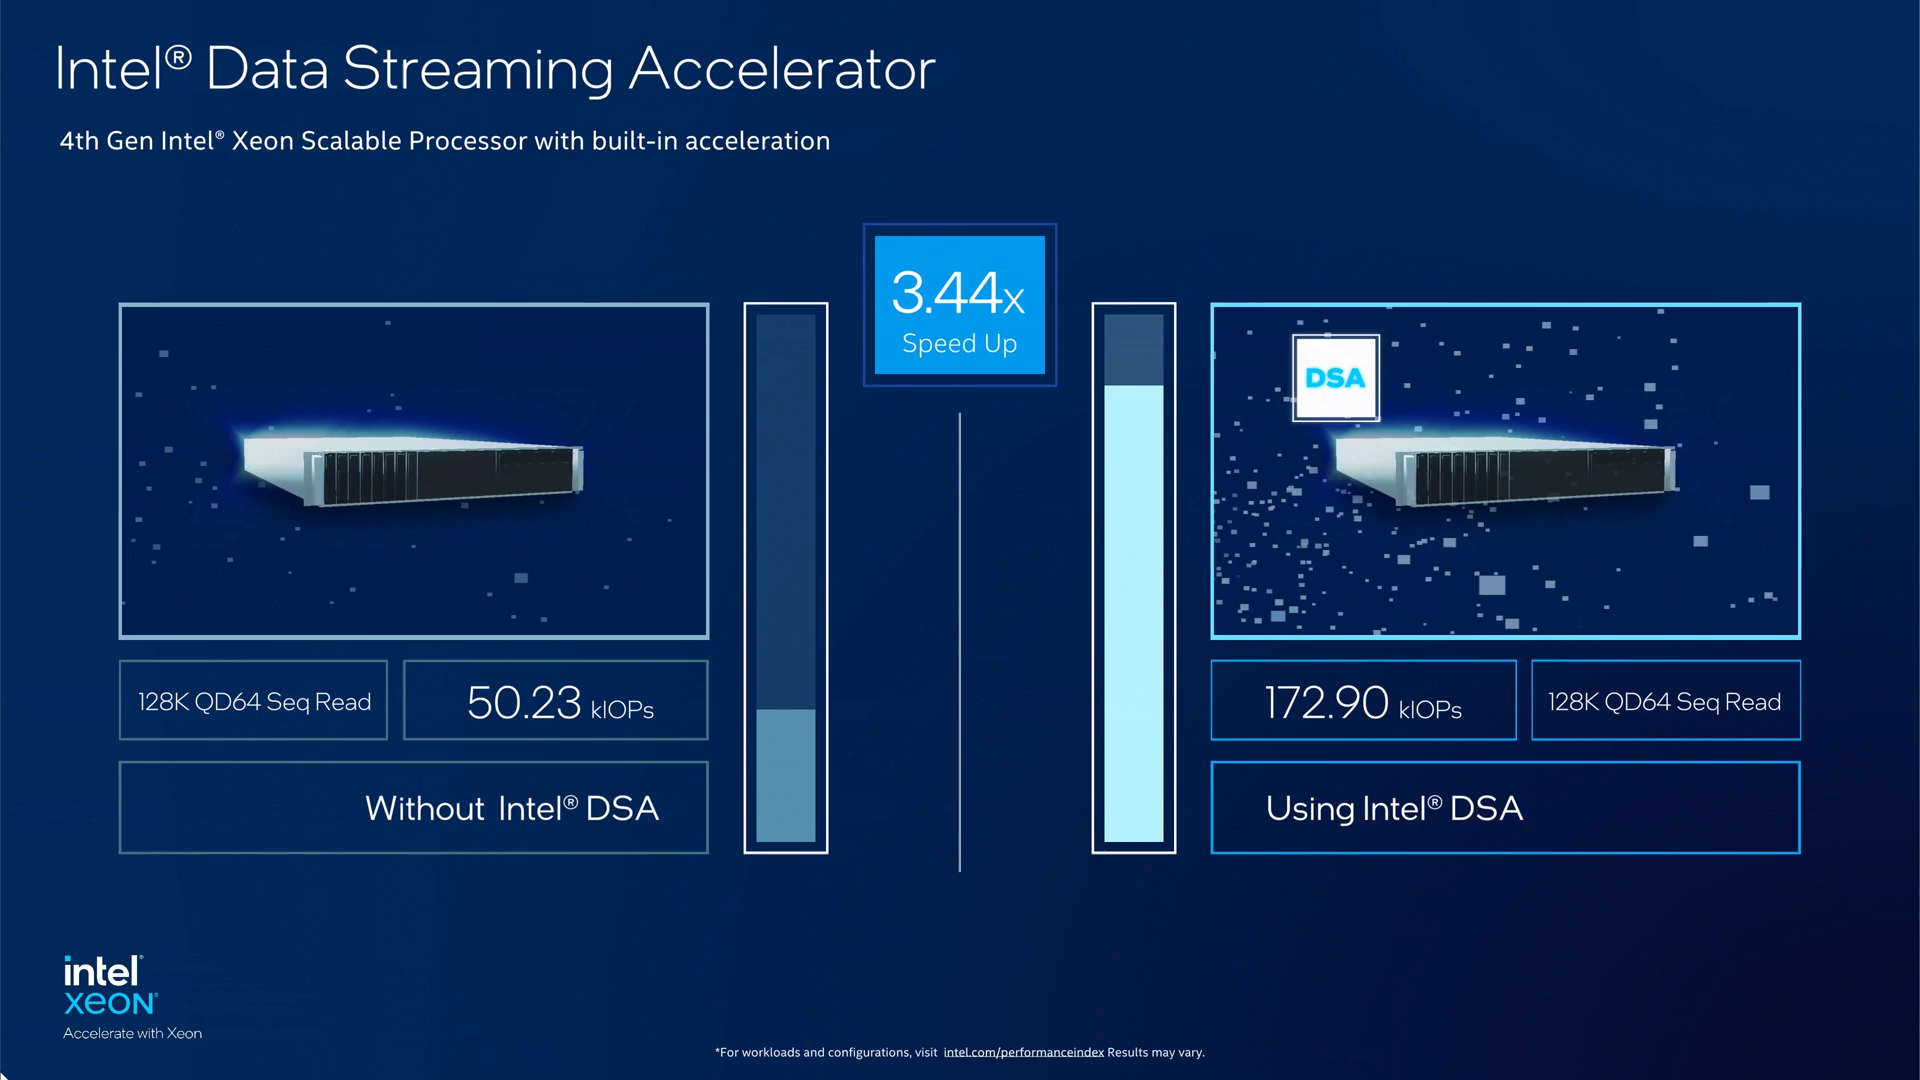 Intel® Data Streaming Accelerator
4th Gen Intel® Xeon Scalable Processor with built-in acceleration
3.44x
Speed Up
DSA
128K QD64 Seq Read
50.23 kIOPs
172.90 kIOPs
128K QD64 Seq Read
Without Intel® DSA
Using Intel® DSA
intel®
xeon®
Accelerate with Xeon
*For workloads and configurations, visit intel.com/performanceindex Results may vary.